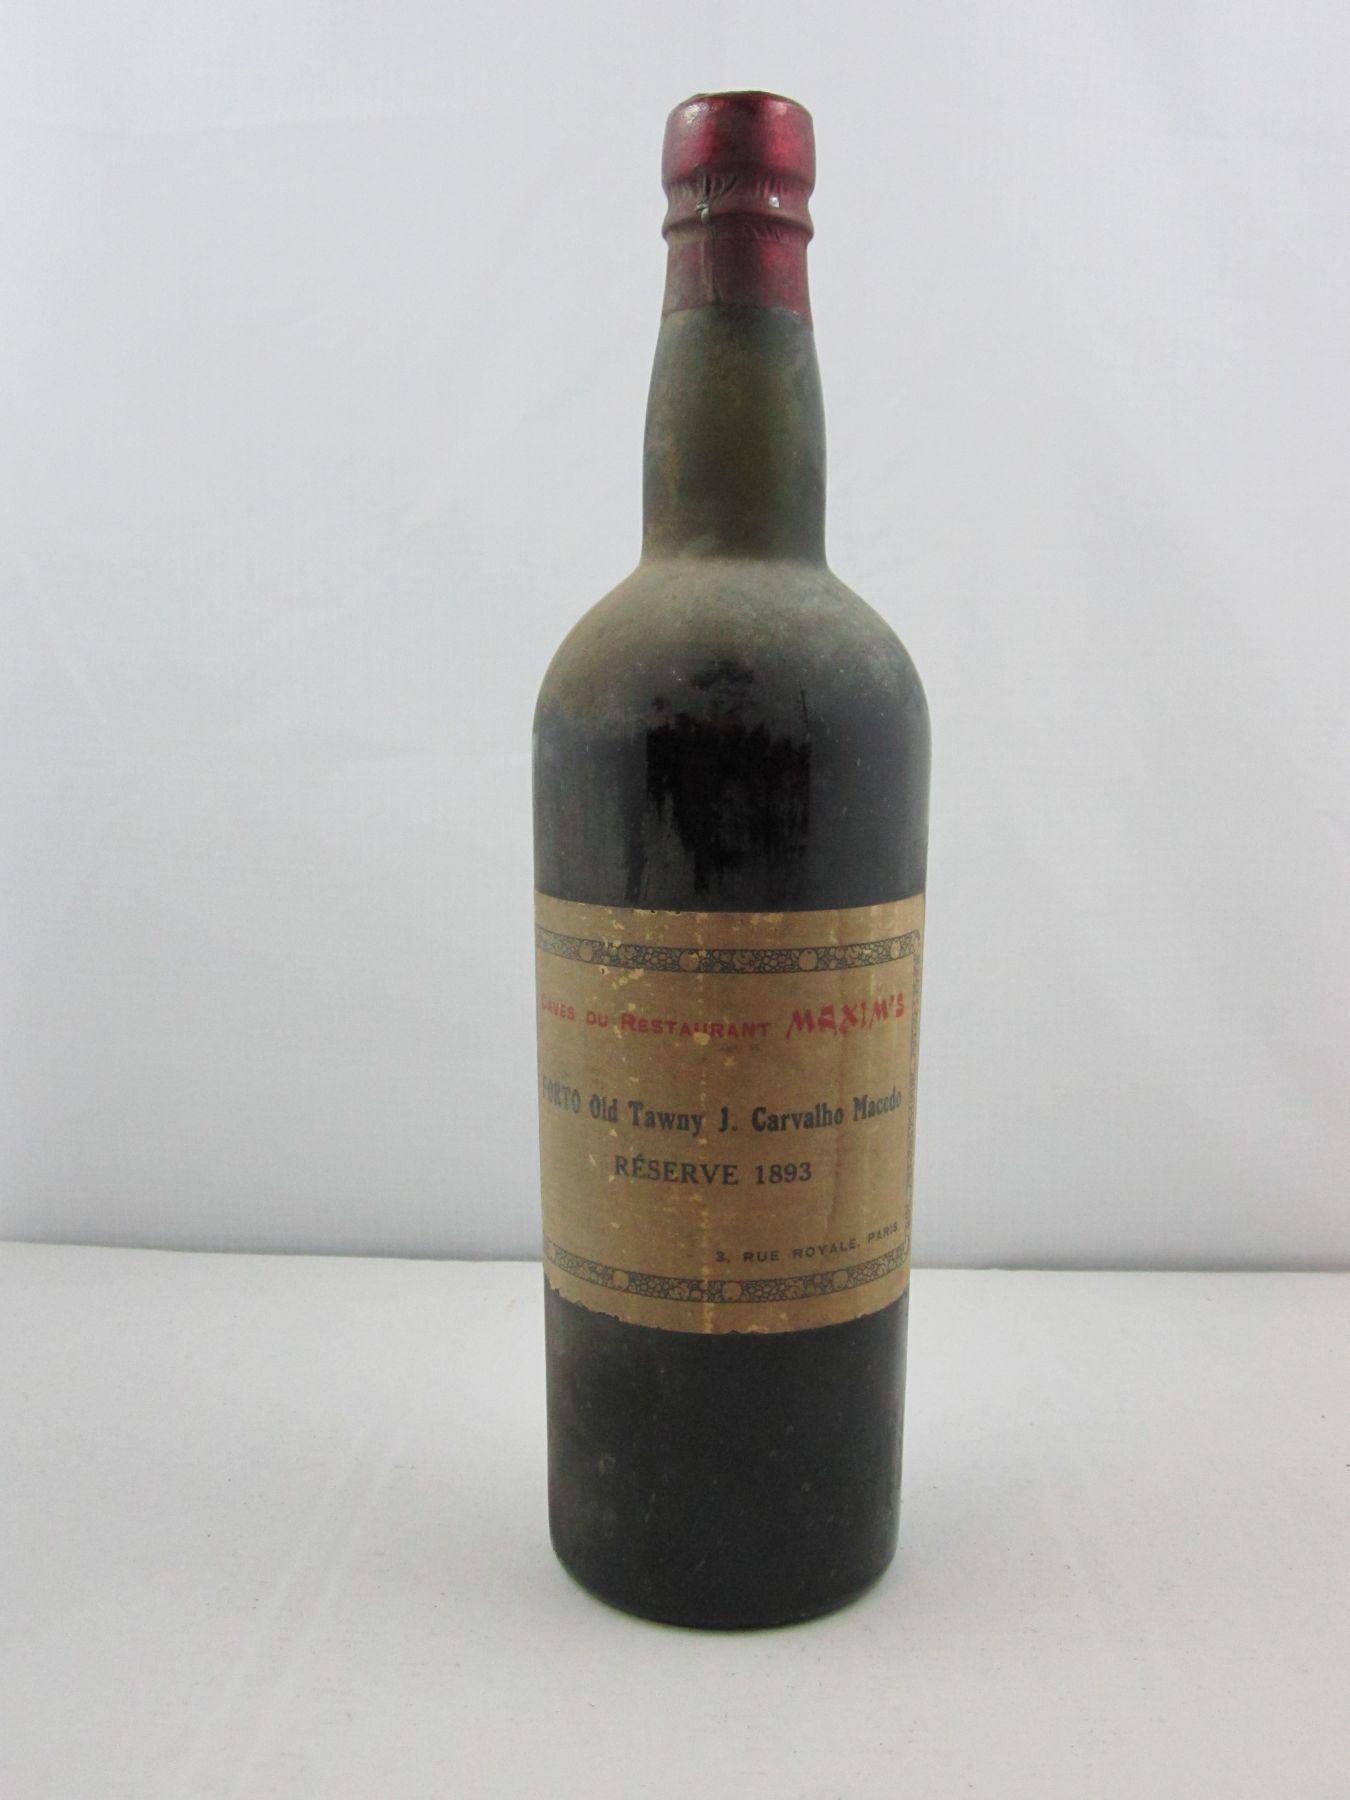 CAVES DU RESTAURANT MAXIM'S
PORTO Old Tawny J. Carvalho Macedo
RÉSERVE 1893
3, RUE ROYALE, PARIS